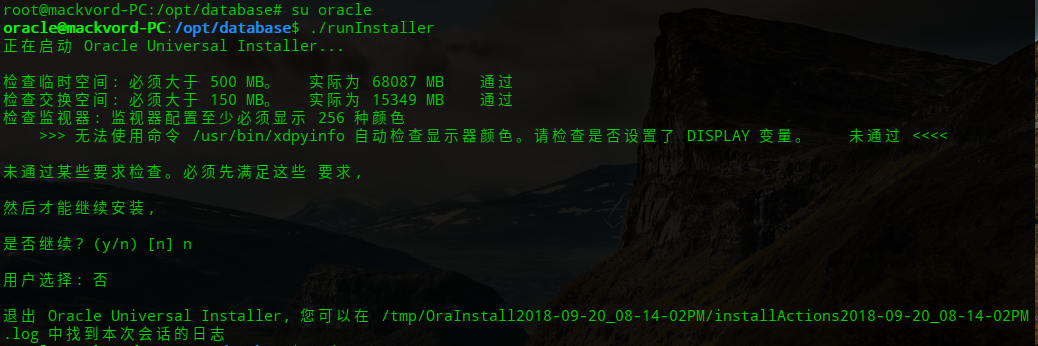 root@mackvord-PC:/opt/database# su oracle
oracle@mackvord-PC:/opt/database$ ./runInstaller
正在启动 Oracle Universal Installer...
检查临时空间: 必须大于 500 MB。 实际为 68087 MB 通过
检查交换空间: 必须大于 150 MB。 实际为 15349 MB 通过
检查监视器: 监视器配置至少必须显示 256 种颜色
>>> 无法使用命令 /usr/bin/xdpyinfo 自动检查显示器颜色。请检查是否设置了 DISPLAY 变量。 未通过 <<<<
未通过某些要求检查。必须先满足这些 要求,
然后才能继续安装,
是否继续? (y/n) [n] n
用户选择: 否
退出 Oracle Universal Installer, 您可以在 /tmp/OraInstall2018-09-20_08-14-02PM/installActions2018-09-20_08-14-02PM
.log 中找到本次会话的日志